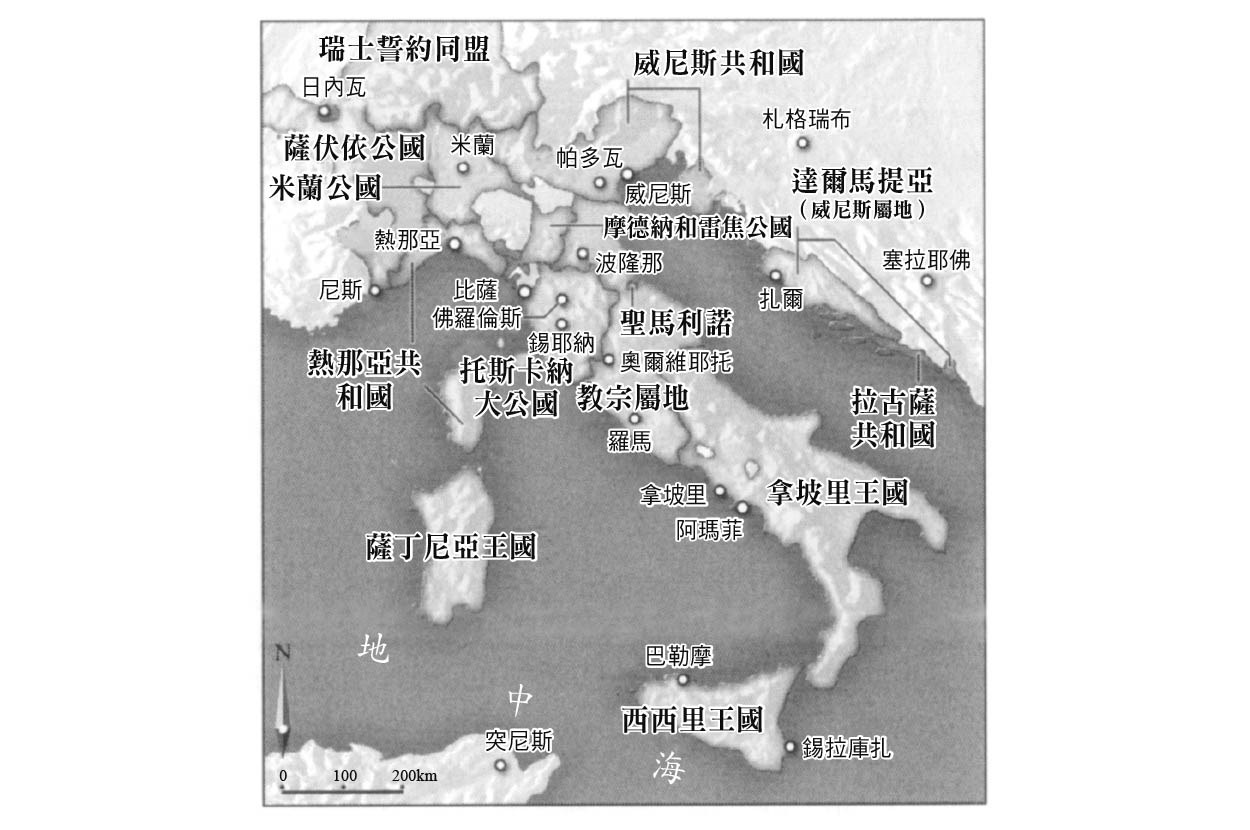 瑞士誓約同盟
日內瓦
威尼斯共和國
札格瑞布
薩伏依公國
米蘭
帕多瓦
米蘭公國
威尼斯
達爾馬提亞
（威尼斯屬地）
摩德納和雷焦公國
熱那亞
波隆那
塞拉耶佛
尼斯
比薩
扎爾
佛羅倫斯
聖馬利諾
錫耶納
奧爾維耶托
熱那亞共
和國
托斯卡納
大公國
教宗屬地
拉古薩
共和國
羅馬
拿坡里
拿坡里王國
阿瑪菲
薩丁尼亞王國
地
中
海
N
巴勒摩
西西里王國
突尼斯
錫拉庫扎
0 100 200km